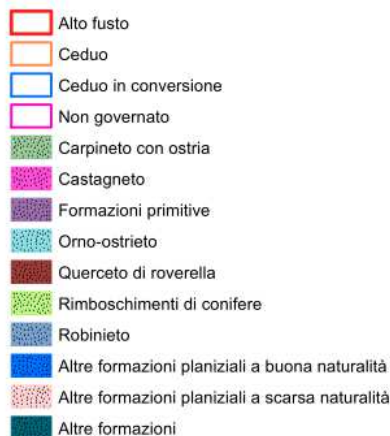 Alto fusto
Ceduo
Ceduo in conversione
Non governato
Carpineto con ostria
Castagneto
Formazioni primitive
Orno-ostrieto
Querceto di roverella
Rimboschimenti di conifere
Robinieto
Altre formazioni planiziali a buona naturalità
Altre formazioni planiziali a scarsa naturalità
Altre formazioni